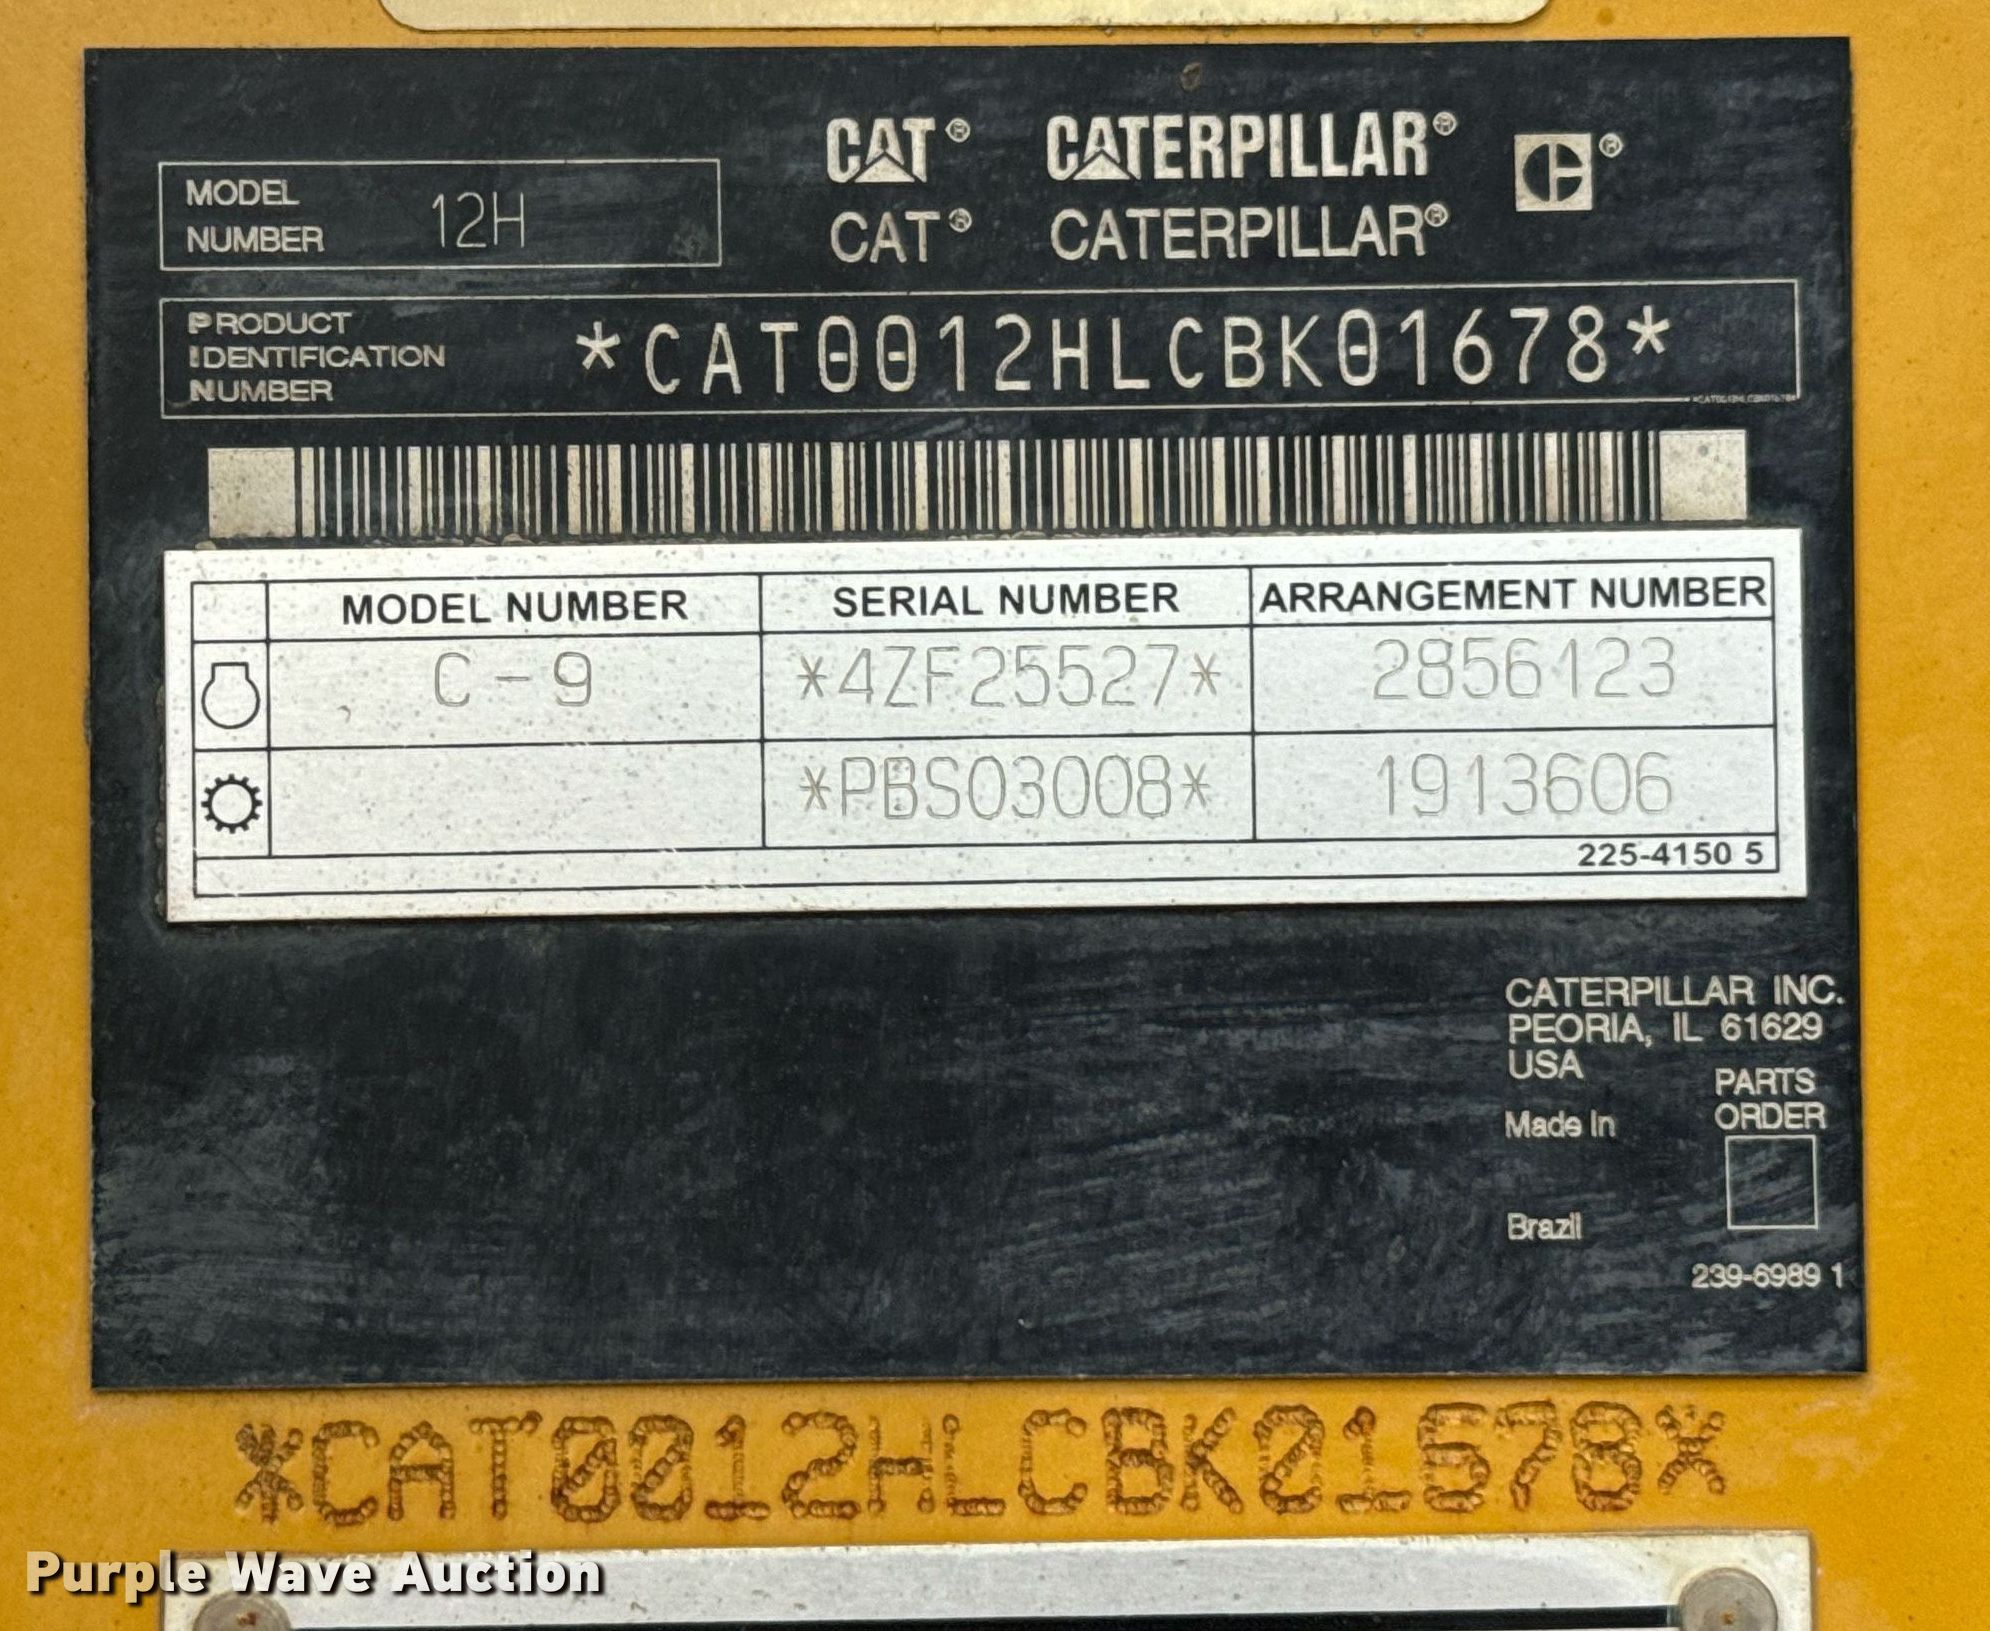 CAT® CATERPILLAR® ®
CAT® CATERPILLAR®
MODEL
NUMBER 12H
PRODUCT
IDENTIFICATION
NUMBER
*CAT0012HLCBK01678*
MODEL NUMBER SERIAL NUMBER ARRANGEMENT NUMBER
C-9 *4ZF25527* 2856123
*PBS03008* 1913606
225-4150 5
CATERPILLAR INC.
PEORIA, IL 61629
USA
PARTS
ORDER
Made In
Brazil
239-6989 1
*CAT0012HLCBK01678*
Purple Wave Auction